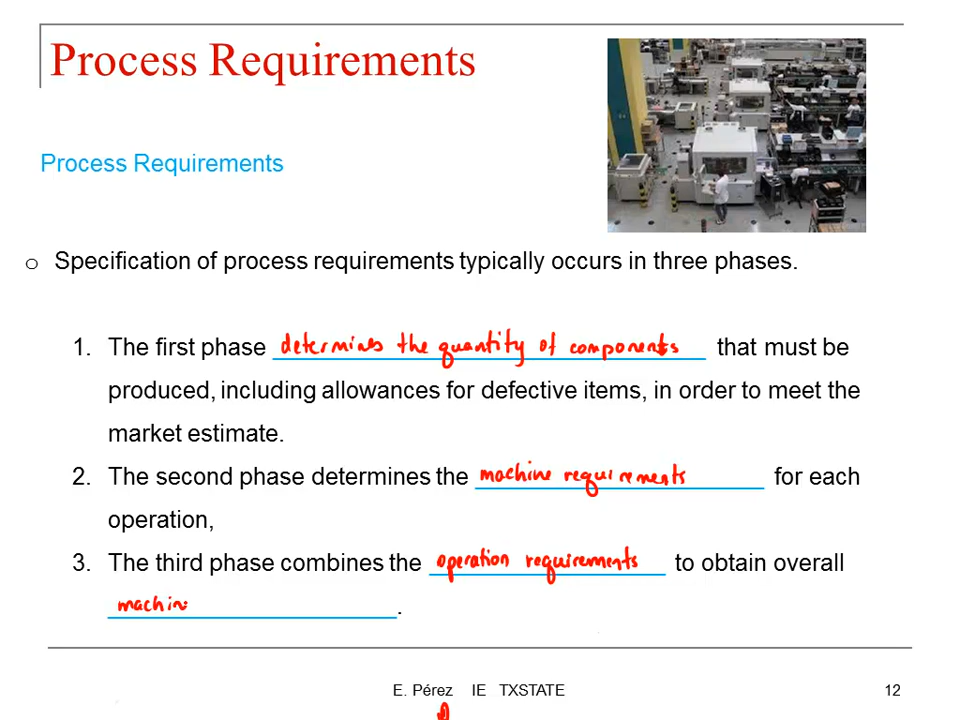 Process Requirements
Process Requirements
o Specification of process requirements typically occurs in three phases.
1. The first phase determines the quantity of components that must be
produced, including allowances for defective items, in order to meet the
market estimate.
2. The second phase determines the machine requirements for each
operation,
3. The third phase combines the operation requirements to obtain overall
machin .
E. Pérez IE TXSTATE 12